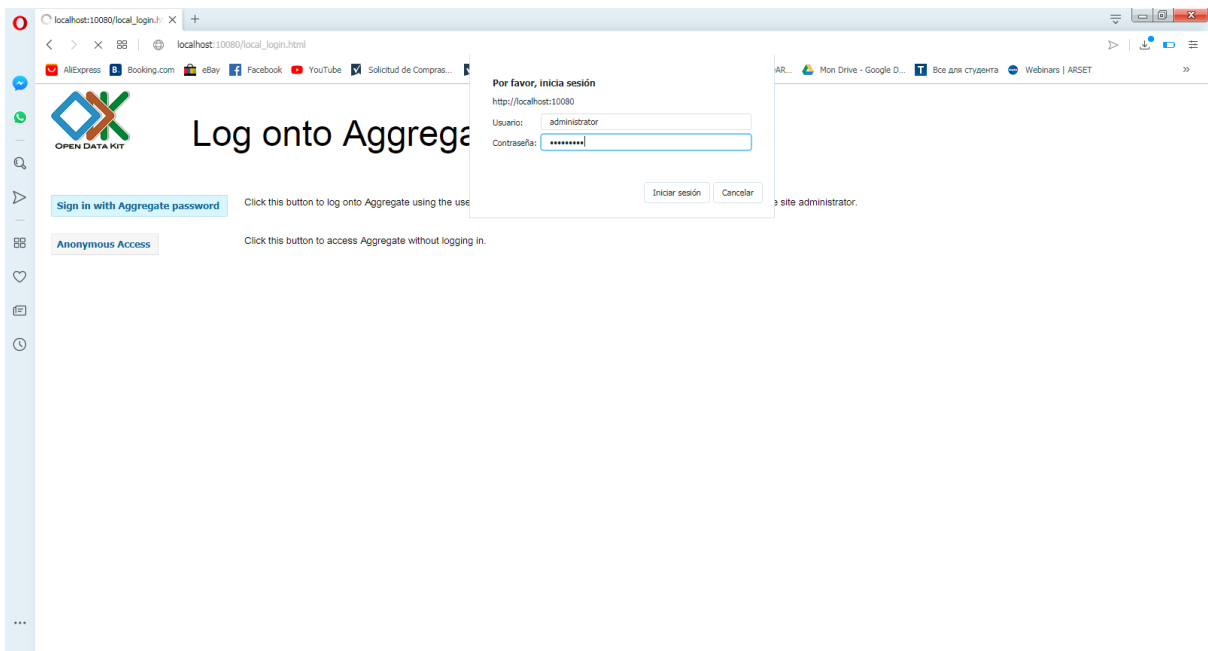 localhost:10080/local_login.h
localhost:10080/local_login.html
AliExpress Booking.com eBay Facebook YouTube Solicitud de Compras... AR... Mon Drive - Google D... Все для студента Webinars | ARSET
OPEN DATA KIT
Log onto Aggrega
Sign in with Aggregate password
Click this button to log onto Aggregate using the use
e site administrator.
Anonymous Access
Click this button to access Aggregate without logging in.
Por favor, inicia sesión
http://localhost:10080
Usuario: administrator
Contraseña: •••••••••
Iniciar sesión Cancelar